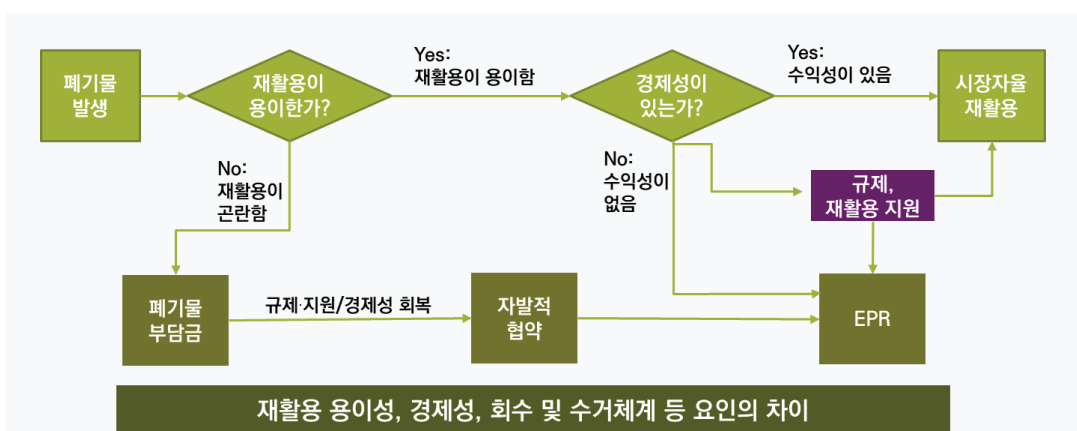 폐기물
발생
재활용이
용이한가?
Yes:
재활용이 용이함
경제성이
있는가?
Yes:
수익성이 있음
시장자율
재활용
No:
재활용이
곤란함
No:
수익성이
없음
규제,
재활용 지원
폐기물
부담금
규제·지원/경제성 회복
자발적
협약
EPR
재활용 용이성, 경제성, 회수 및 수거체계 등 요인의 차이